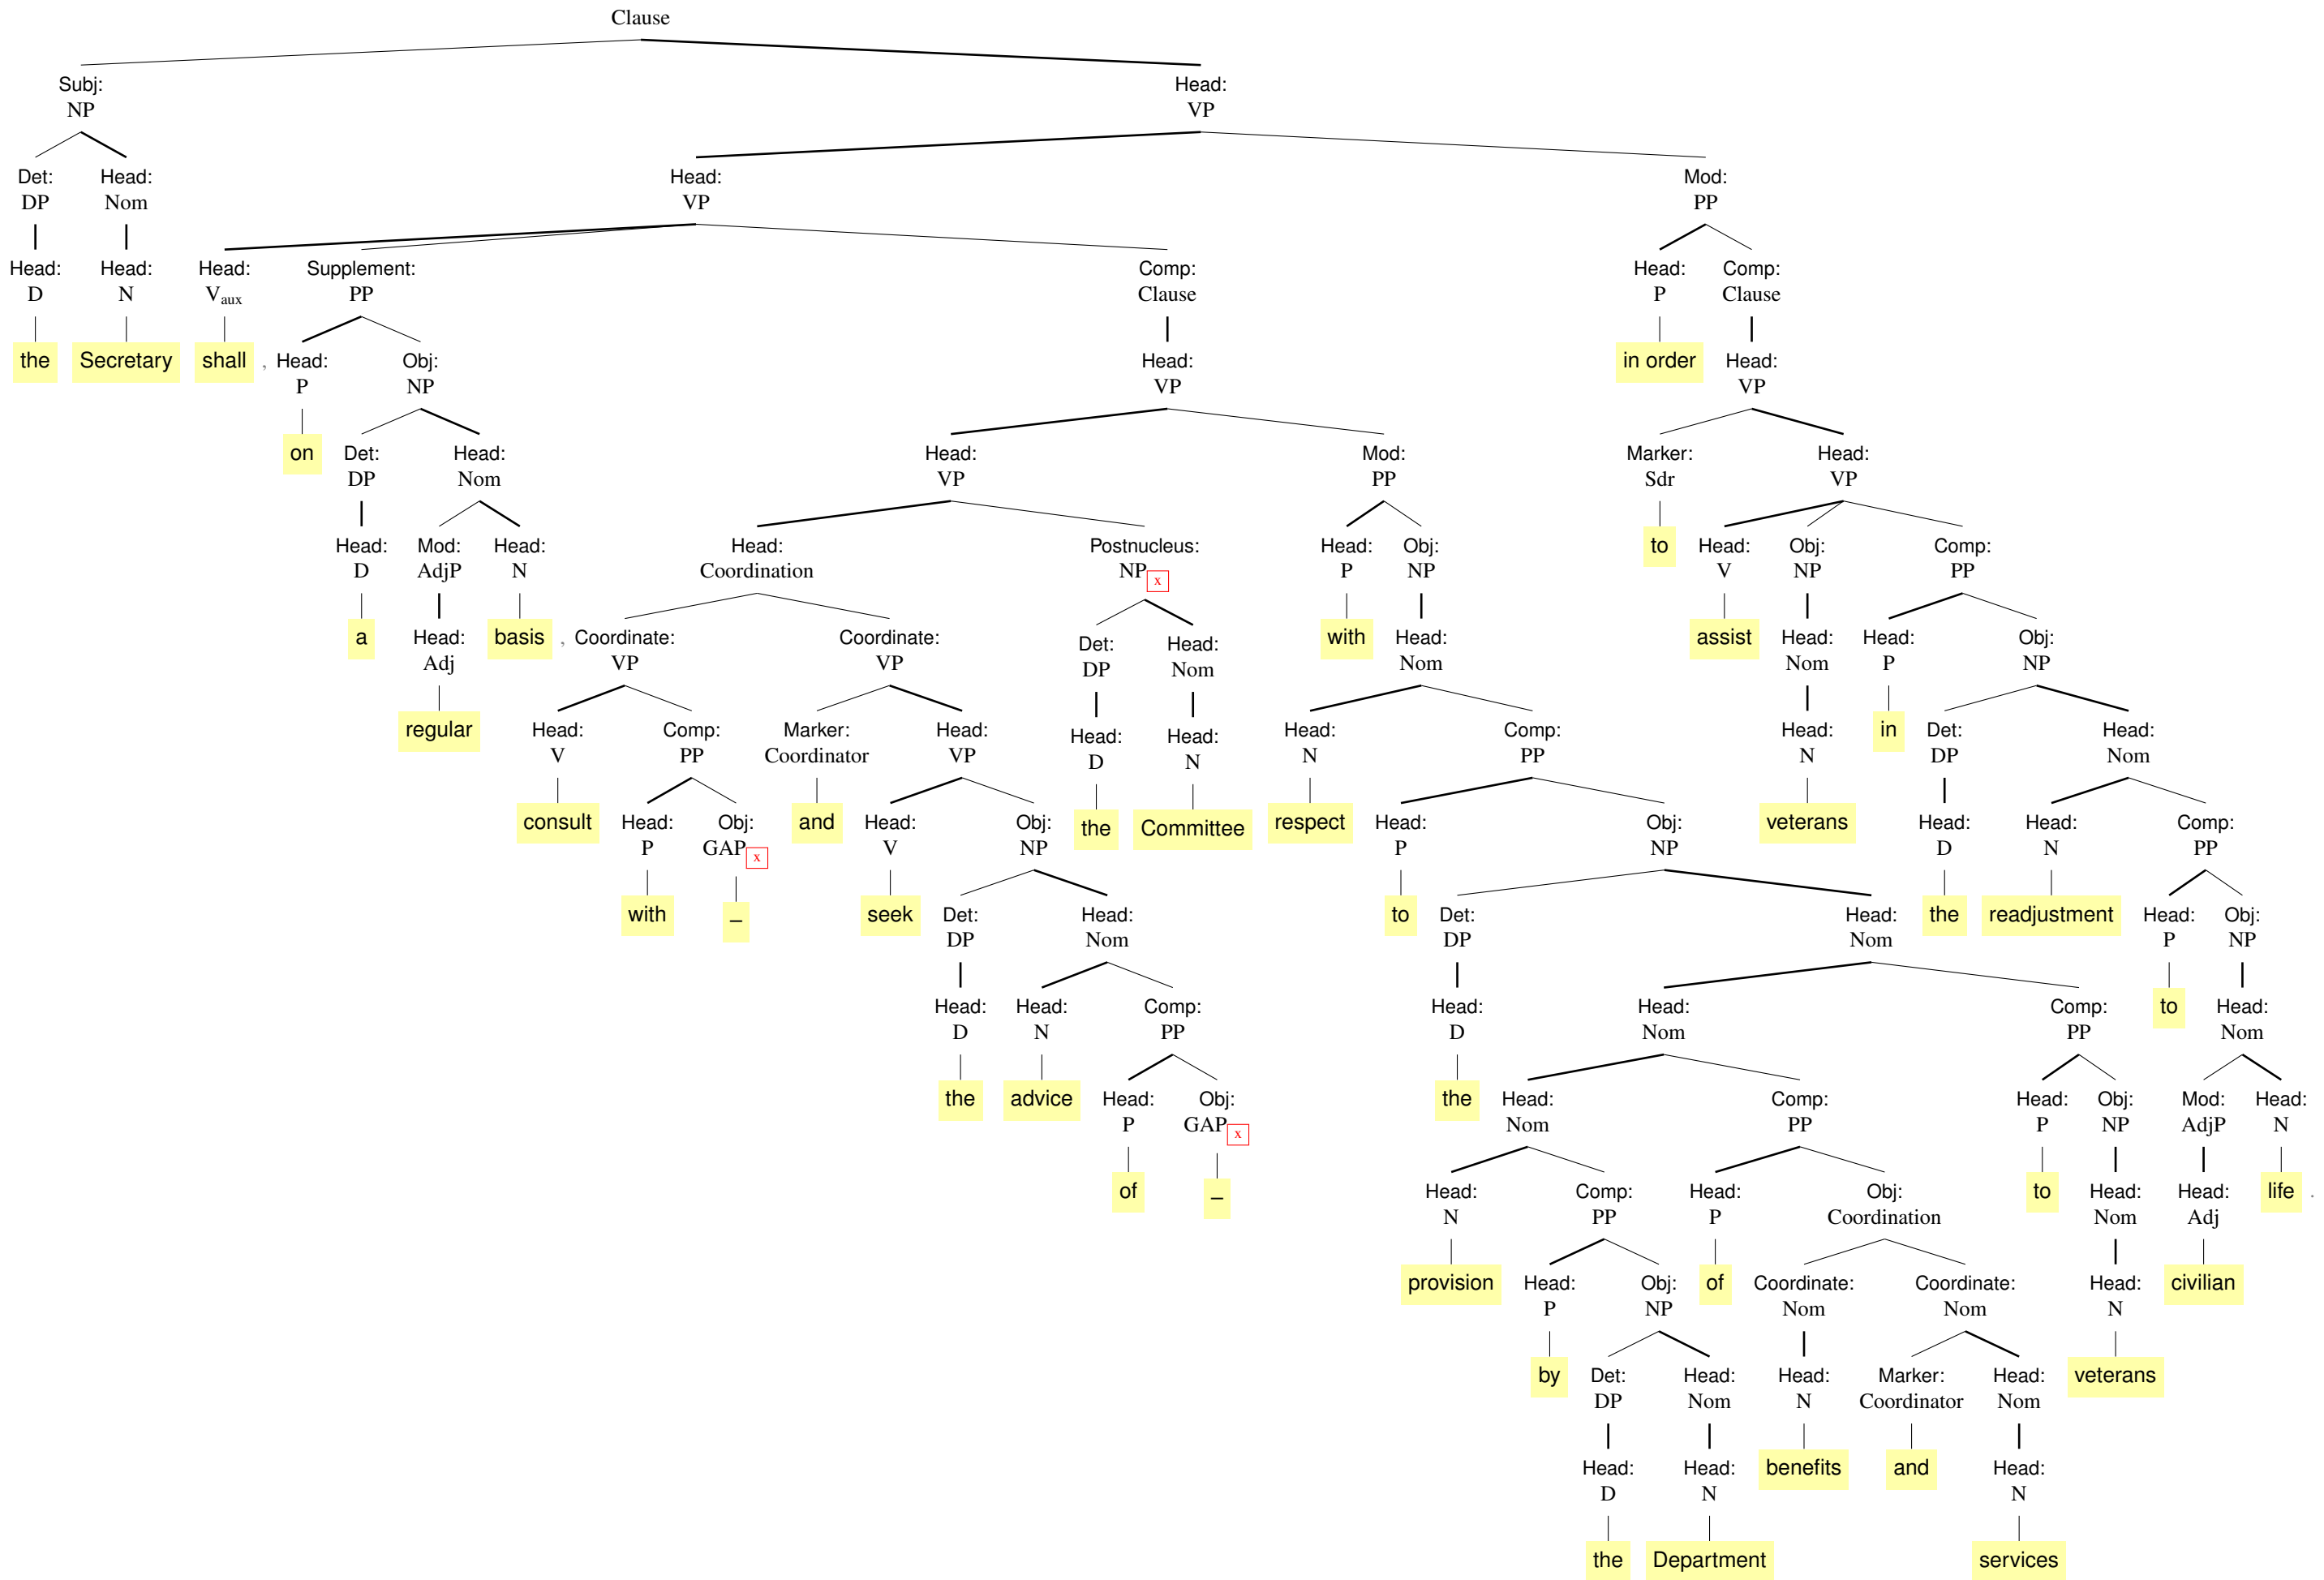 Clause
Subj: Head:
NP VP
Det: Head: Head: Mod:
DP Nom VP PP
Head: Head: Head: Supplement: Comp: Head: Comp:
D N Vaux PP Clause P Clause
the Secretary shall , Head: Obj: Head: in order Head:
P NP VP VP
on Det: Head: Head: Mod: Marker: Head:
DP Nom VP PP Sdr VP
Head: Mod: Head: Head: Postnucleus: Head: Obj: to Head: Obj: Comp:
D AdjP N Coordination NP x P NP V NP PP
a Head: basis , Coordinate: Coordinate: Det: Head: with Head: assist Head: Head: Obj:
Adj VP VP DP Nom Nom Nom P NP
regular Head: Comp: Marker: Head: Head: Head: Head: Comp: Head: in Det: Head:
V PP Coordinator VP D N N PP N DP Nom
consult Head: Obj: and Head: Obj: the Committee respect Head: Obj: veterans Head: Head: Comp:
P GAP x V NP P NP D N PP
with – seek Det: Head: to Det: Head: the readjustment Head: Obj:
DP Nom DP Nom P NP
Head: Head: Comp: Head: Head: Comp: to Head:
D N PP D Nom PP Nom
the advice Head: Obj: the Head: Comp: Head: Obj: Mod: Head:
P GAP x Nom PP P NP AdjP N
of – Head: Comp: Head: Obj: to Head: Head: life .
N PP P Coordination Nom Adj
provision Head: Obj: of Coordinate: Coordinate: Head: civilian
P NP Nom Nom N
by Det: Head: Head: Marker: Head: veterans
DP Nom N Coordinator Nom
Head: Head: benefits and Head:
D N N
the Department services